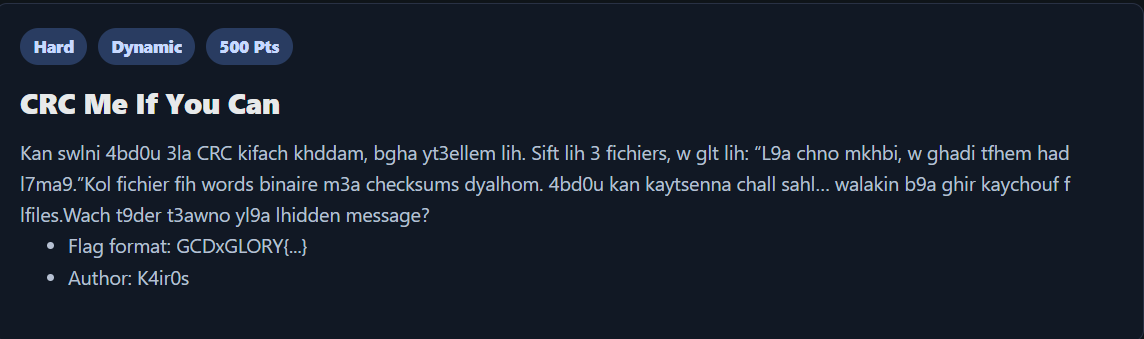 Hard Dynamic 500 Pts
CRC Me If You Can
Kan swlni 4bd0u 3la CRC kifach khddam, bgha yt3ellem lih. Sift lih 3 fichiers, w glt lih: “L9a chno mkhbi, w ghadi tfhem had
l7ma9.”Kol fichier fih words binaire m3a checksums dyalhom. 4bd0u kan kaytsenna chall sahl... walakin b9a ghir kaychouf f
lfiles.Wach t9der t3awno yl9a lhidden message?
• Flag format: GCDxGLORY{...}
• Author: K4ir0s